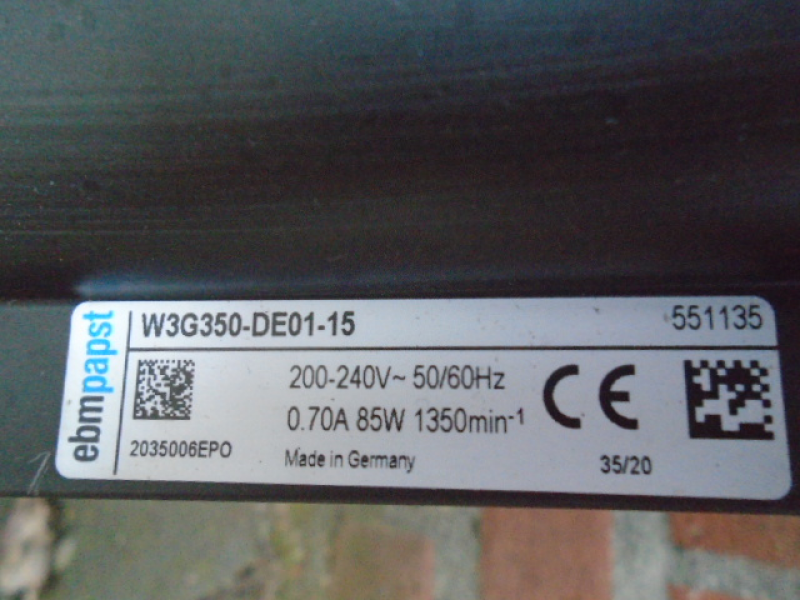 ebmpapst
W3G350-DE01-15
551135
200-240V~ 50/60Hz
0.70A 85W 1350min-1
2035006EPO
Made in Germany
CE
35/20